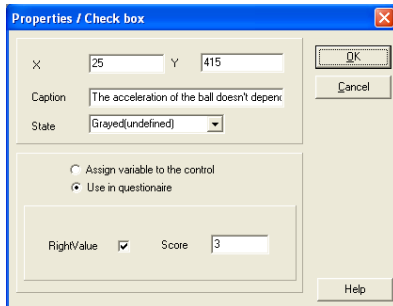 Properties / Check box
X 25 Y 415 OK
Caption The acceleration of the ball doesn't depend Cancel
State Grayed(undefined)
Assign variable to the control
Use in questionaire
RightValue Score 3
Help